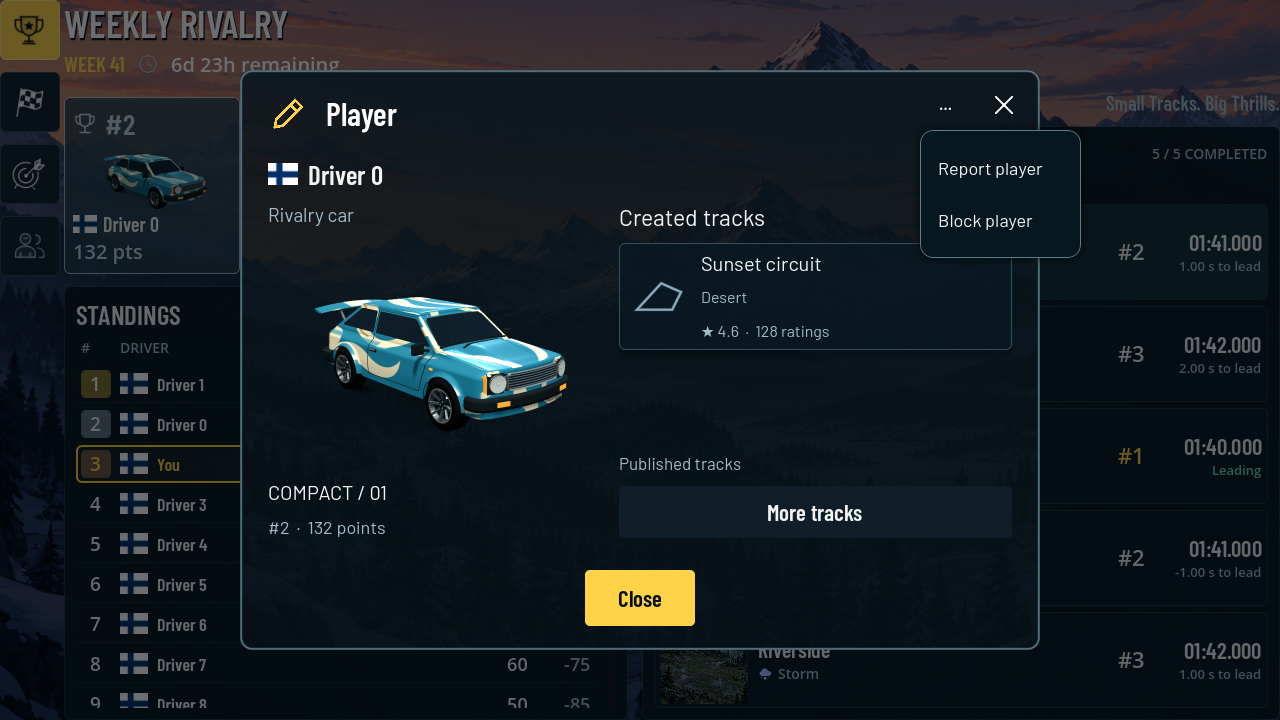 WEEKLY RIVALRY
WEEK 41 6d 23h remaining
Small Tracks. Big Thrills.
#2
Driver 0
132 pts
STANDINGS
# DRIVER
1 Driver 1
2 Driver 0
3 You
4 Driver 3
5 Driver 4
6 Driver 5
7 Driver 6
8 Driver 7 60 -75
9 Driver 8 50 -85
Player
...
Report player
Block player
Driver 0
Rivalry car
COMPACT / 01
#2 · 132 points
Created tracks
Sunset circuit
Desert
★ 4.6 · 128 ratings
Published tracks
More tracks
Close
5 / 5 COMPLETED
#2 01:41.000
1.00 s to lead
#3 01:42.000
2.00 s to lead
#1 01:40.000
Leading
#2 01:41.000
-1.00 s to lead
Riverside
Storm
#3 01:42.000
1.00 s to lead